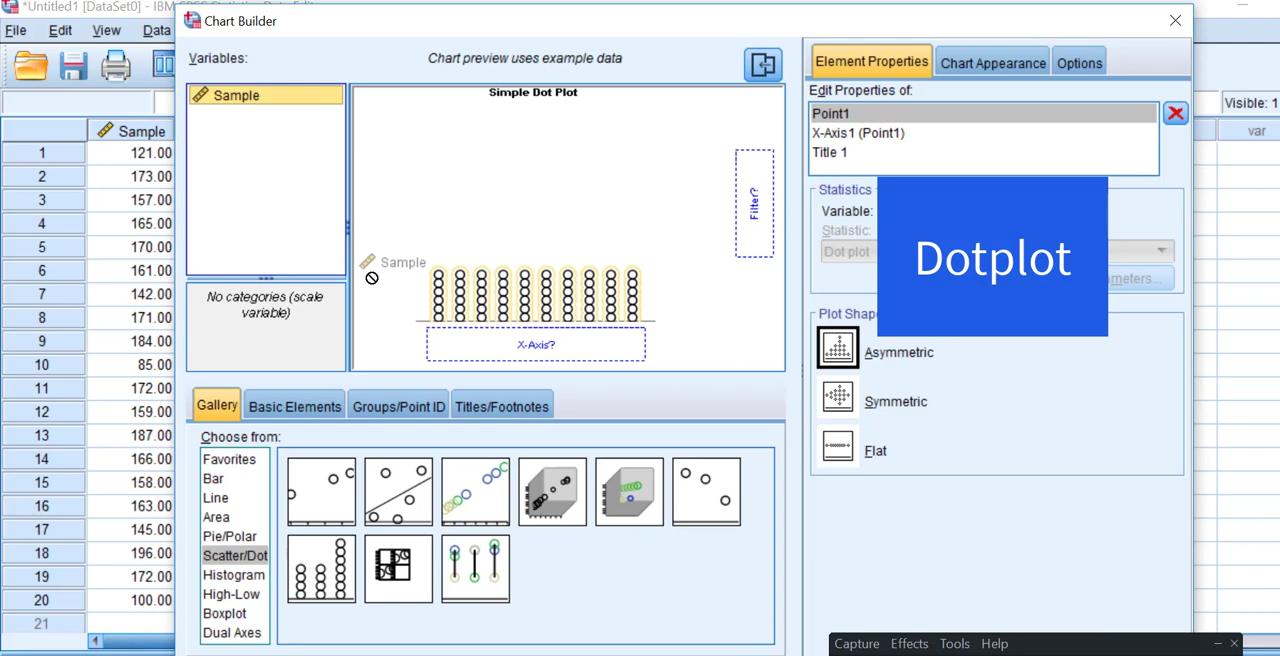 *Untitled1 [DataSet0] - IBM SPSS Statistics Data Editor
Chart Builder
File Edit View Data
Variables:
Chart preview uses example data
Sample
Simple Dot Plot
Filter?
Sample
X-Axis?
No categories (scale
variable)
Gallery Basic Elements Groups/Point ID Titles/Footnotes
Choose from:
Favorites
Bar
Line
Area
Pie/Polar
Scatter/Dot
Histogram
High-Low
Boxplot
Dual Axes
Element Properties Chart Appearance Options
Edit Properties of:
Point1
X-Axis1 (Point1)
Title 1
Statistics
Variable:
Statistic:
Dot plot
Dotplot
Plot Shape
Asymmetric
Symmetric
Flat
Visible: 1
var
Sample
1 121.00
2 173.00
3 157.00
4 165.00
5 170.00
6 161.00
7 142.00
8 171.00
9 184.00
10 85.00
11 172.00
12 159.00
13 187.00
14 166.00
15 158.00
16 163.00
17 145.00
18 196.00
19 172.00
20 100.00
21
Capture Effects Tools Help